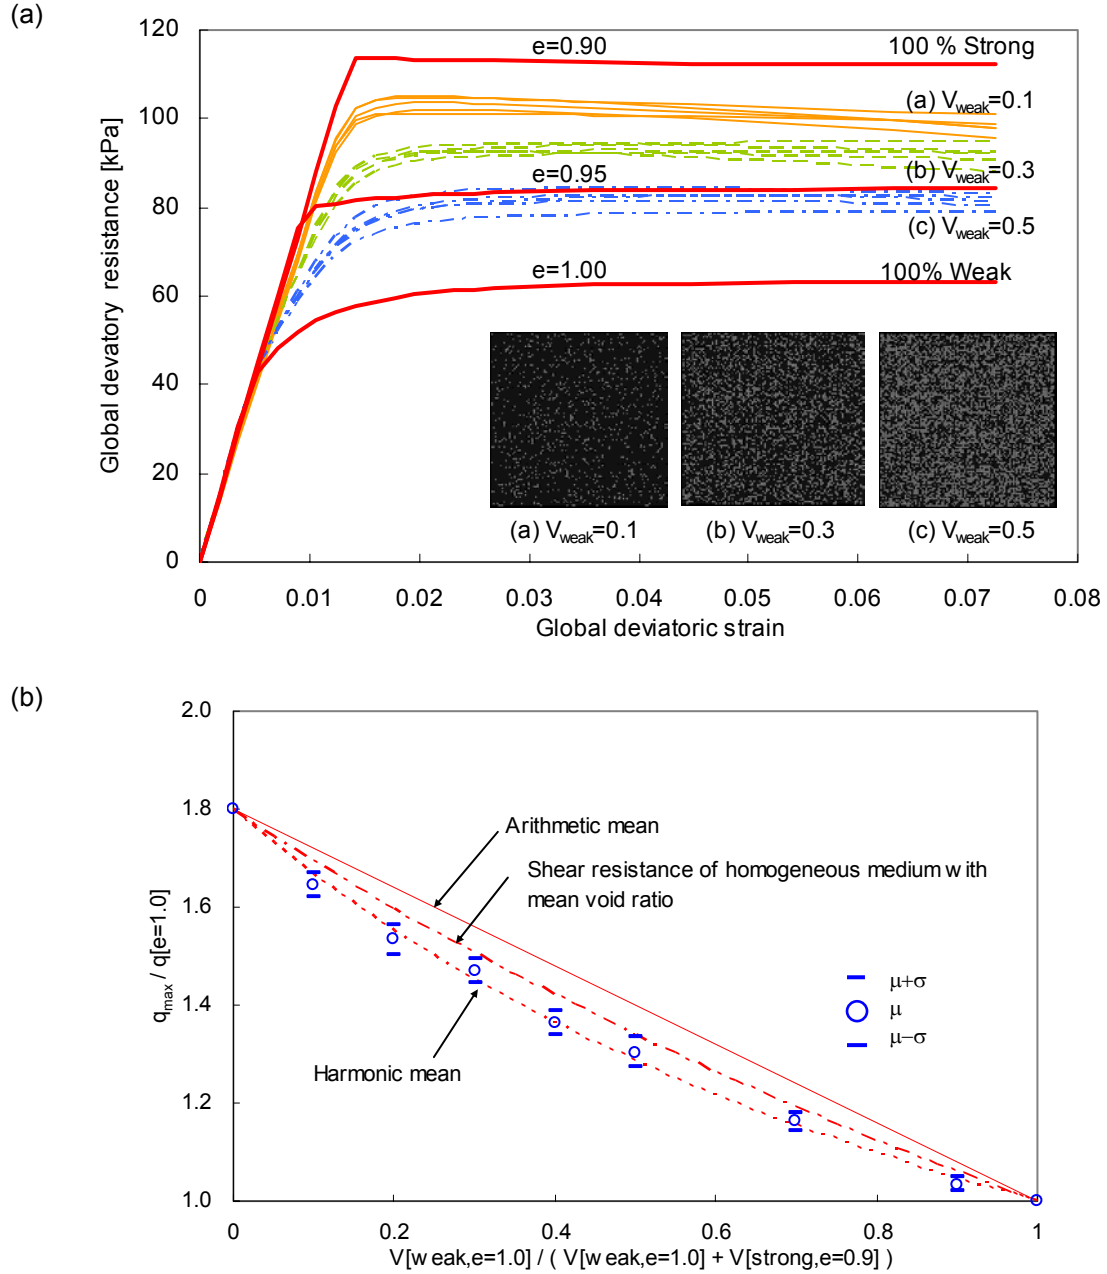 (a)
120
100
80
60
40
20
0
Global devatory resistance [kPa]
e=0.90
100 % Strong
(a) Vweak=0.1
e=0.95
(b) Vweak=0.3
(c) Vweak=0.5
e=1.00
100% Weak
(a) Vweak=0.1
(b) Vweak=0.3
(c) Vweak=0.5
0 0.01 0.02 0.03 0.04 0.05 0.06 0.07 0.08
Global deviatoric strain
(b)
2.0
1.8
1.6
1.4
1.2
1.0
qmax / q[e=1.0]
Arithmetic mean
Shear resistance of homogeneous medium with
mean void ratio
Harmonic mean
μ+σ
μ
μ−σ
0 0.2 0.4 0.6 0.8 1
V[weak,e=1.0] / ( V[weak,e=1.0] + V[strong,e=0.9] )